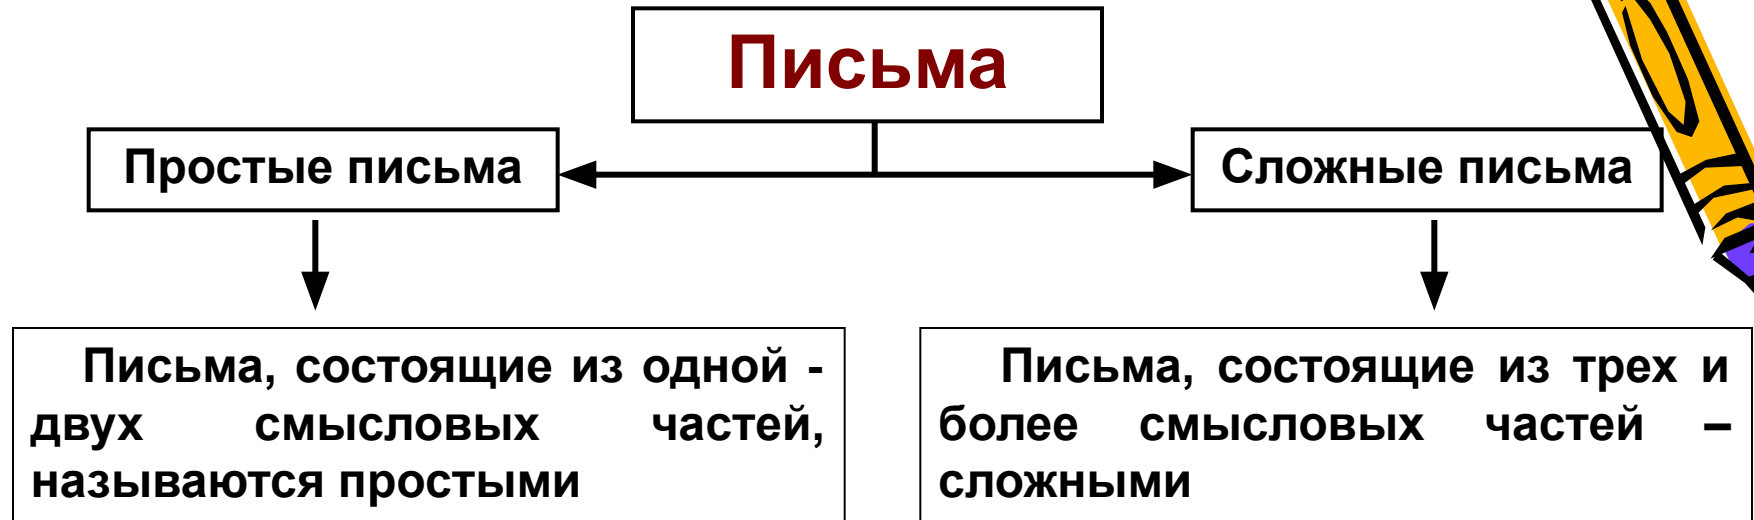 Письма
Простые письма
Сложные письма
Письма, состоящие из одной -
двух смысловых частей,
называются простыми
Письма, состоящие из трех и
более смысловых частей –
сложными